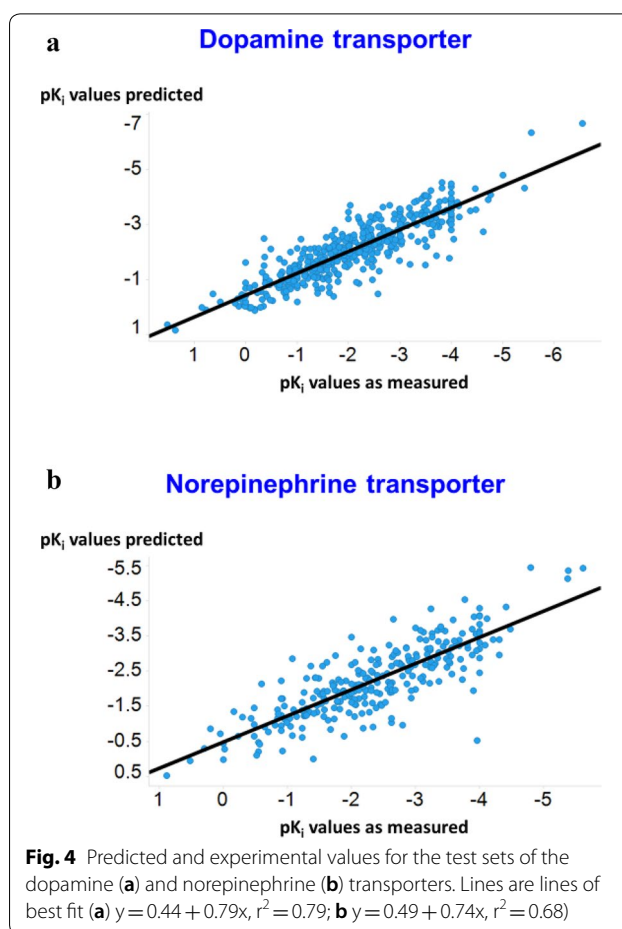 a
Dopamine transporter
pKi values predicted
-7
-5
-3
-1
1
1 0 -1 -2 -3 -4 -5 -6
pKi values as measured
b
Norepinephrine transporter
pKi values predicted
-5.5
-4.5
-3.5
-2.5
-1.5
-0.5
0.5
1 0 -1 -2 -3 -4 -5
pKi values as measured
Fig. 4 Predicted and experimental values for the test sets of the
dopamine (a) and norepinephrine (b) transporters. Lines are lines of
best fit (a) y = 0.44 + 0.79x, r² = 0.79; b y = 0.49 + 0.74x, r² = 0.68)